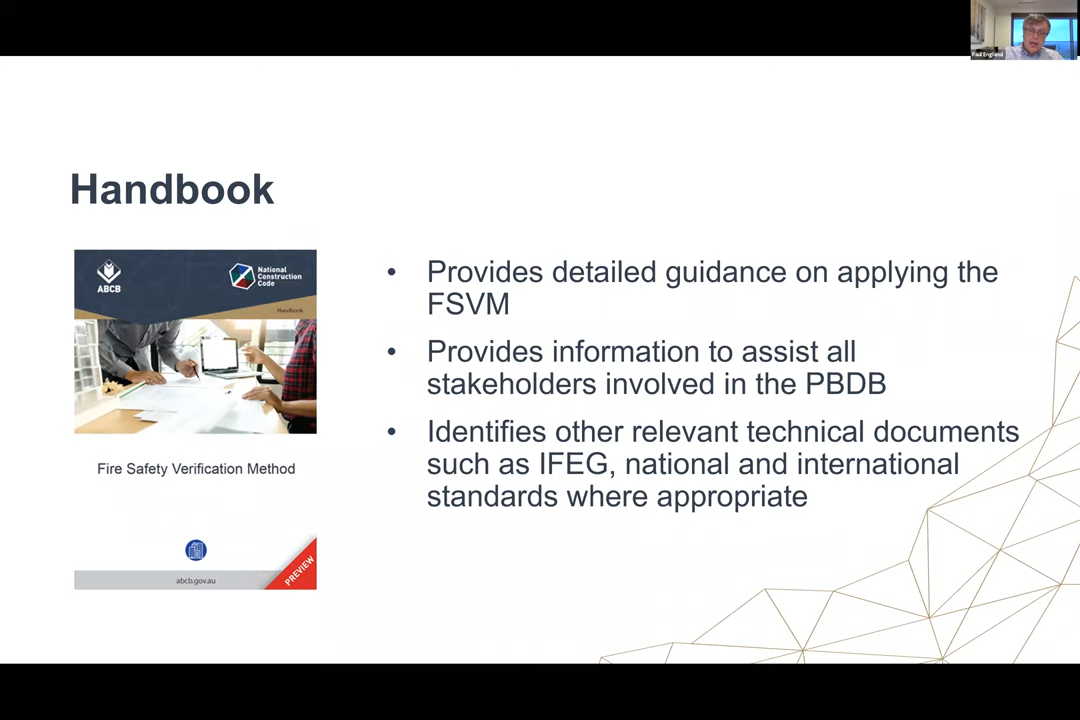 Paul England
Handbook
ABCB
National
Construction
Code
Handbook
Fire Safety Verification Method
abcb.gov.au
PREVIEW
• Provides detailed guidance on applying the
FSVM
• Provides information to assist all
stakeholders involved in the PBDB
• Identifies other relevant technical documents
such as IFEG, national and international
standards where appropriate